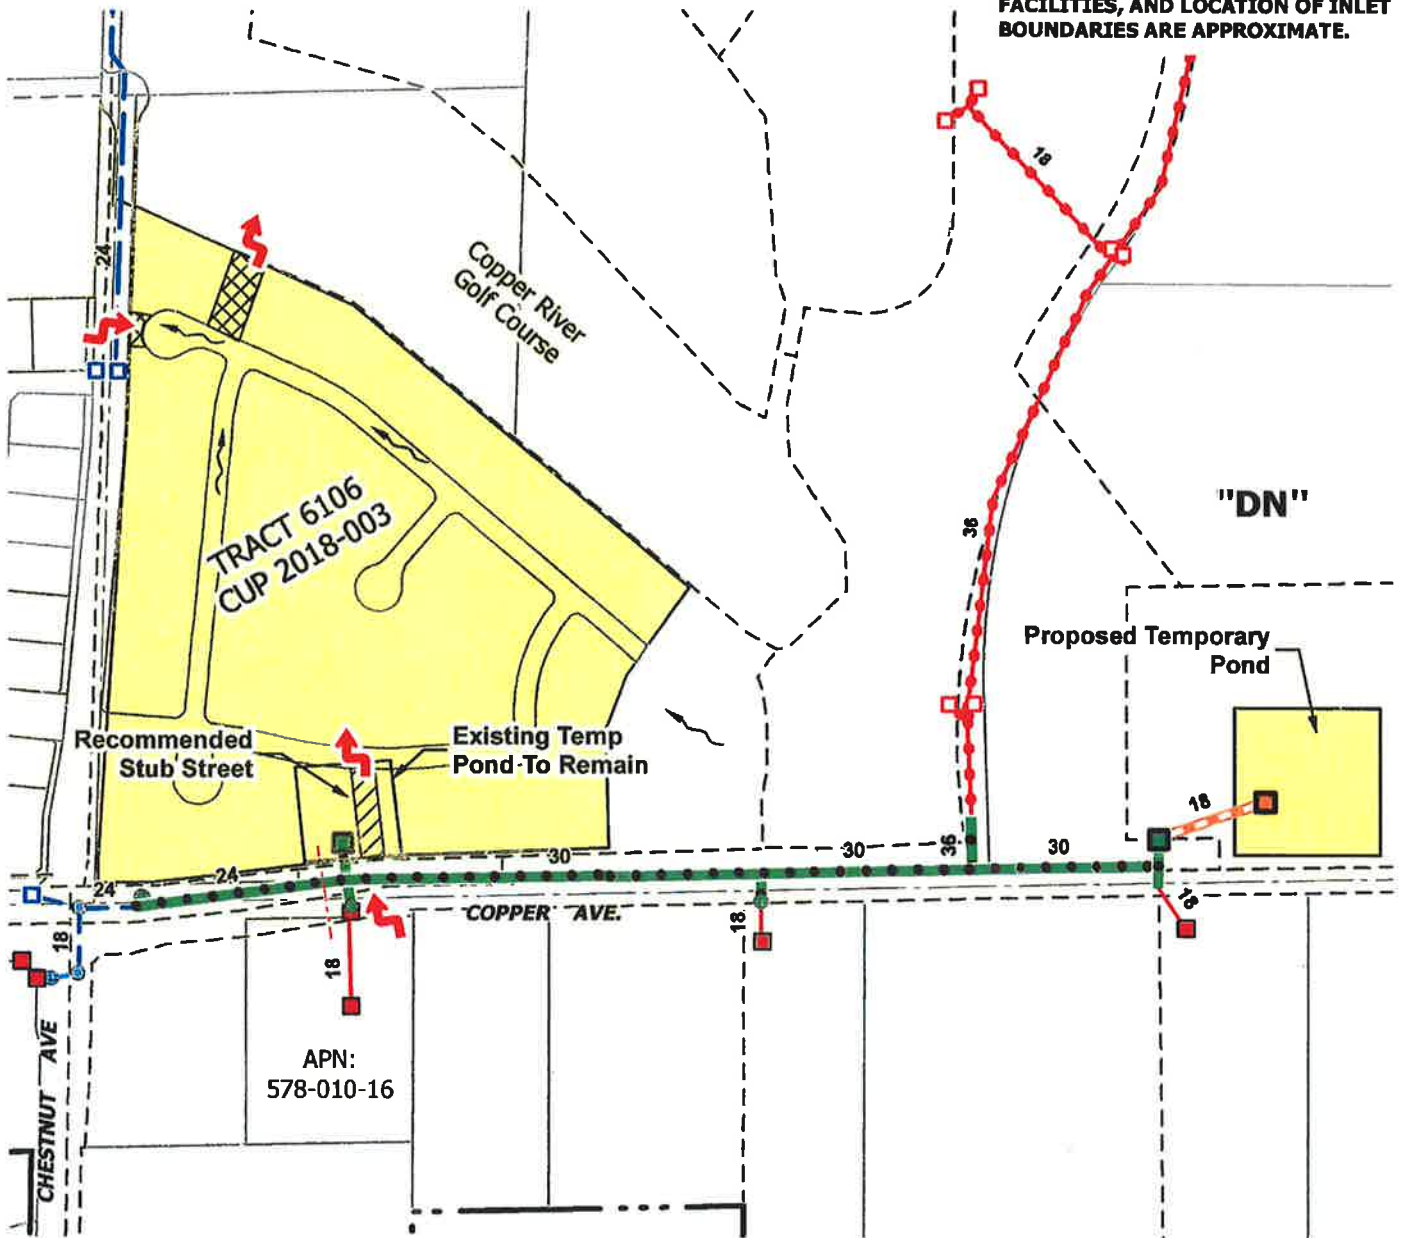 FACILITIES, AND LOCATION OF INLET
BOUNDARIES ARE APPROXIMATE.
18
24
Copper River
Golf Course
"DN"
36
TRACT 6106
CUP 2018-003
Proposed Temporary
Pond
Recommended
Stub Street
Existing Temp
Pond To Remain
18
30
30
36
30
24
24
COPPER AVE.
18
18
18
18
APN:
578-010-16
CHESTNUT AVE